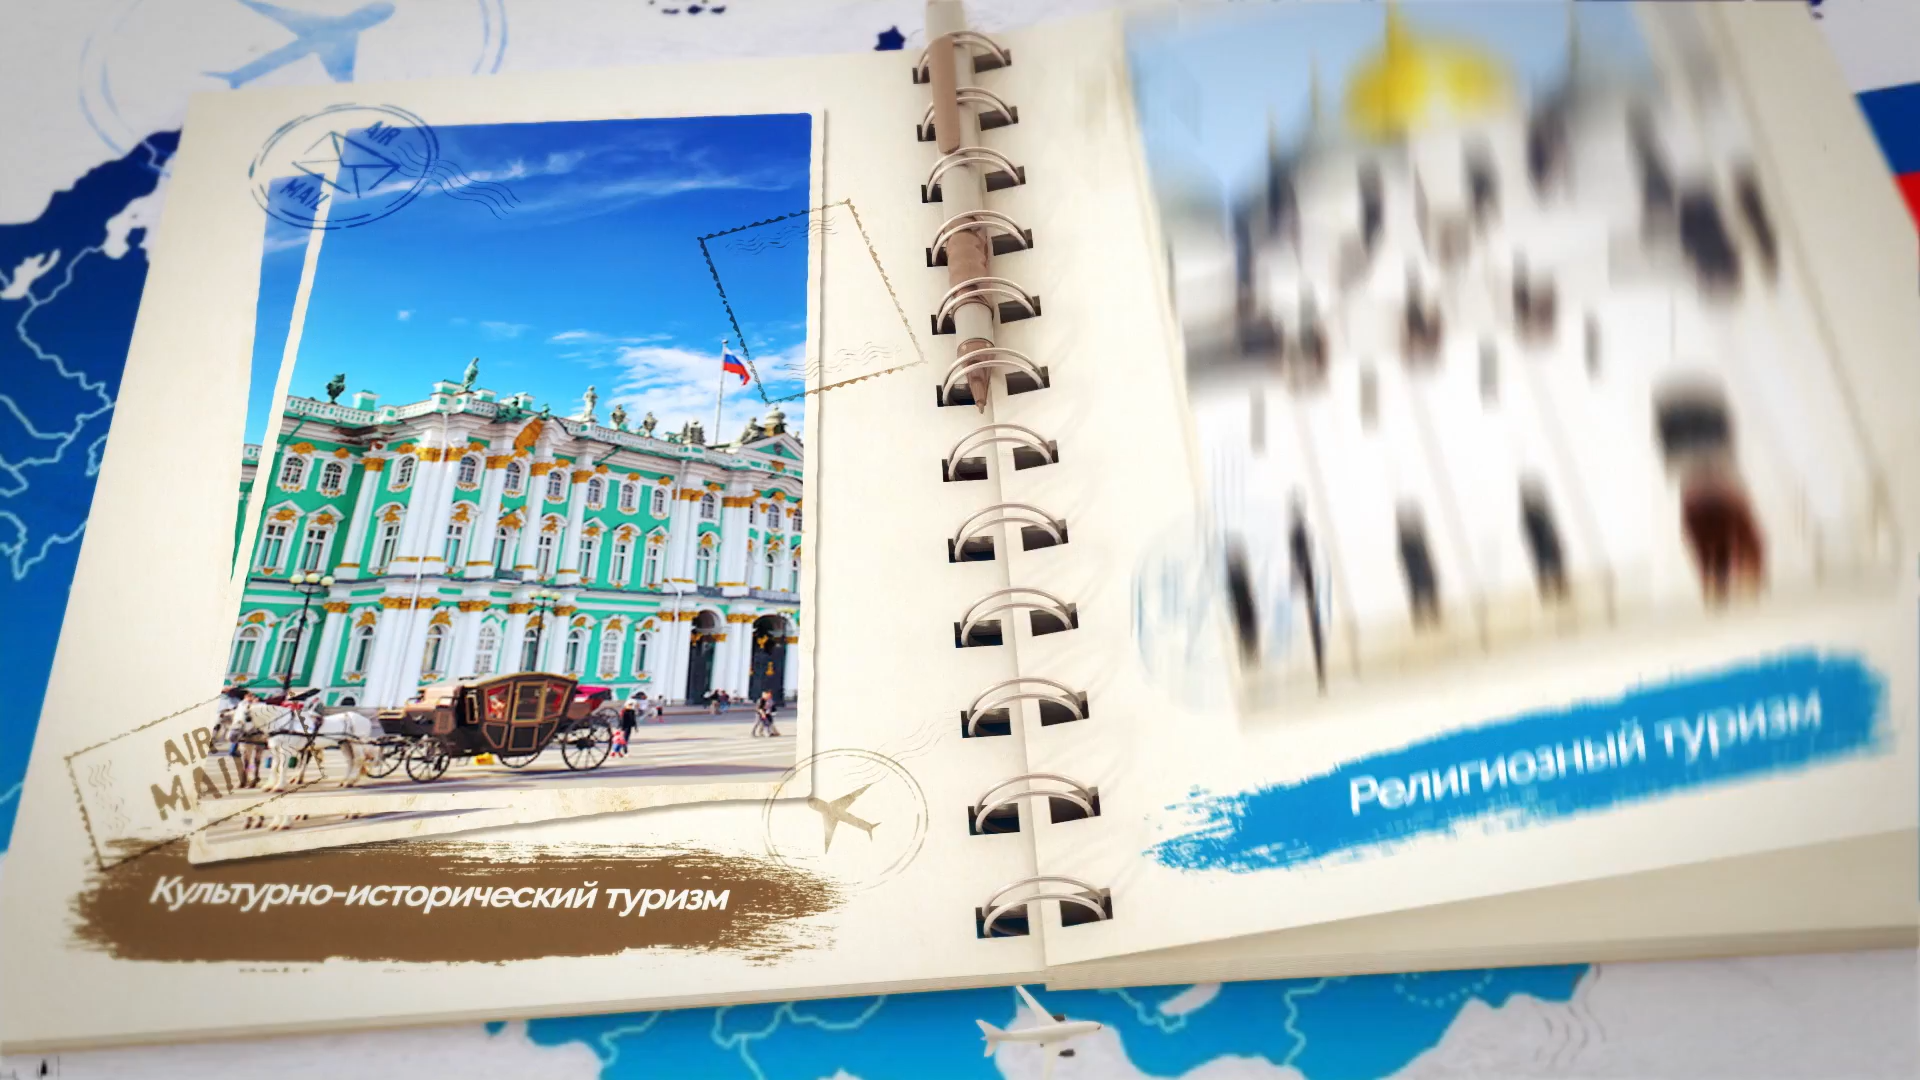 AIR
MAIL
AIR
MAIL
Культурно-исторический туризм
Религиозный туризм